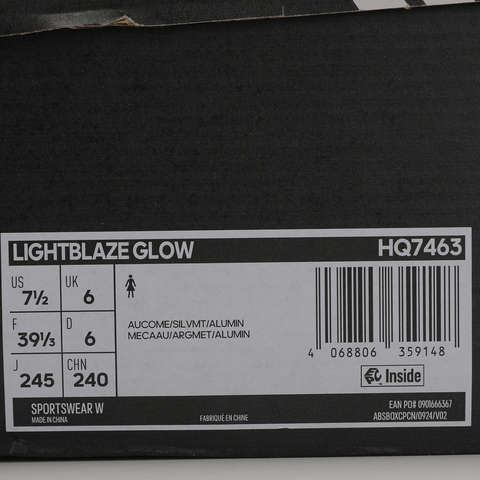 LIGHTBLAZE GLOW HQ7463
US 7½ UK 6
F 39⅓ D 6
J 245 CHN 240
AUCOME/SILVMT/ALUMIN
MECAAU/ARGMET/ALUMIN
4 068806 359148
Inside
SPORTSWEAR W
MADE IN CHINA
FABRIQUÉ EN CHINE
EAN PO# 0901666367
ABSBOXCPCN/0924/V02